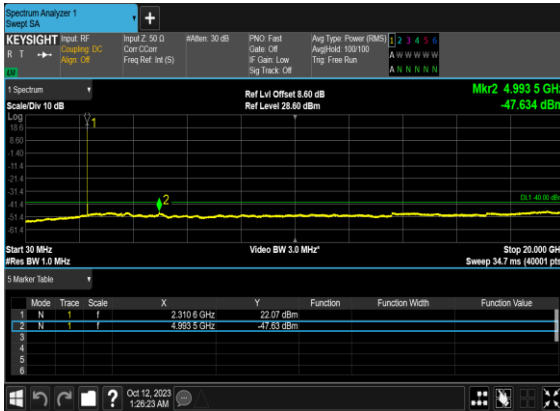 Spectrum Analyzer 1
Swept SA
+
KEYSIGHT Input: RF Input Z: 50 Ω #Atten: 30 dB PNO: Fast Avg Type: Power (RMS) 1 2 3 4 5 6
R T Coupling: DC Corr CCorr Gate: Off Avg|Hold: 100/100 A W W W W W
Align: Off Freq Ref: Int (S) IF Gain: Low Trig: Free Run
Sig Track: Off A N N N N N
1 Spectrum Ref Lvl Offset 8.60 dB Mkr2 4.993 5 GHz
Scale/Div 10 dB Ref Level 28.60 dBm -47.634 dBm
Log
18.6
8.60
-1.40
-11.4
-21.4
-31.4
-41.4
-51.4
-61.4
1
2
DL1 -40.00 dBm
Start 30 MHz Video BW 3.0 MHz* Stop 20.000 GHz
#Res BW 1.0 MHz Sweep 34.7 ms (40001 pts)
5 Marker Table
Mode Trace Scale X Y Function Function Width Function Value
1 N 1 f 2.310 6 GHz 22.07 dBm
2 N 1 f 4.993 5 GHz -47.63 dBm
3
4
5
6
? Oct 12, 2023
1:26:23 AM